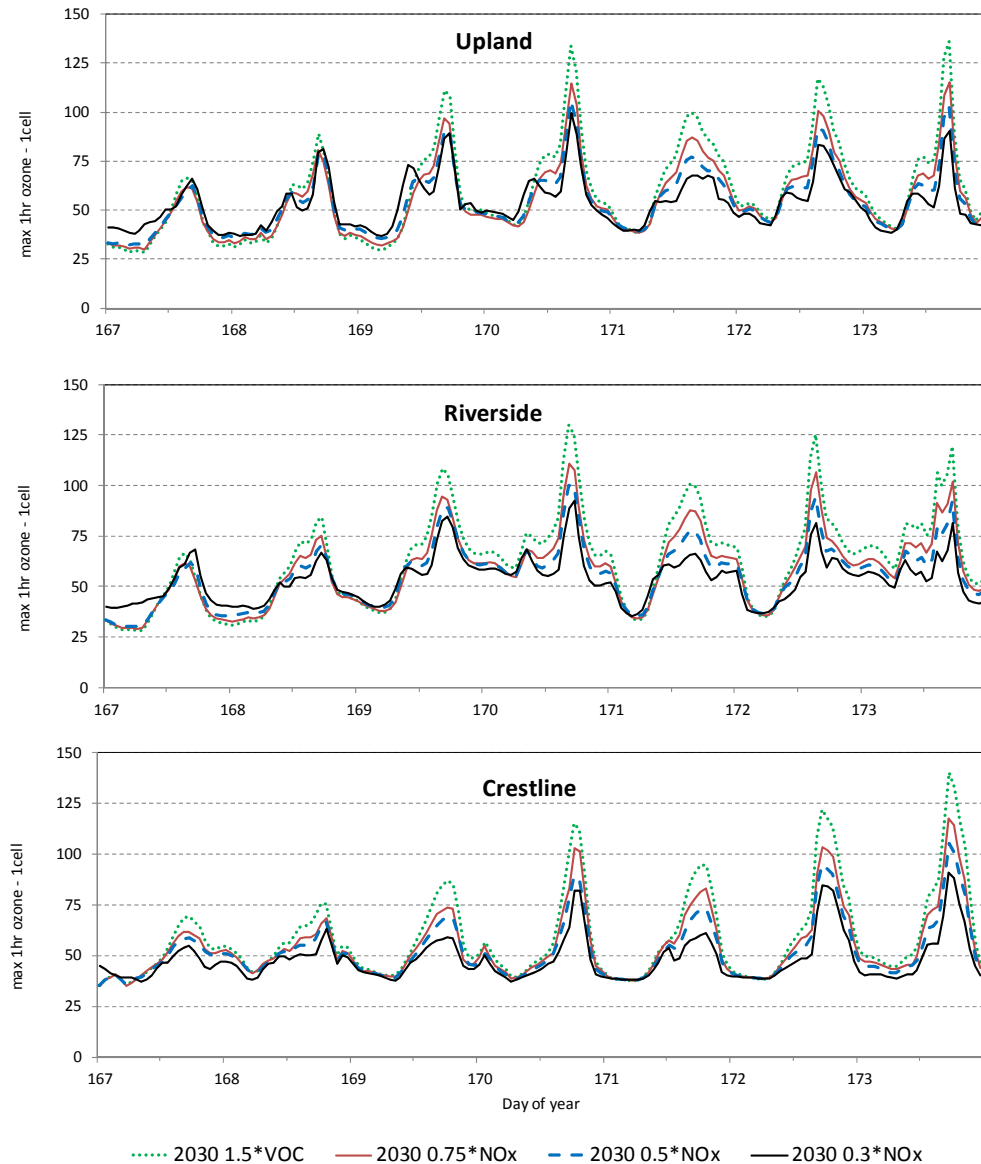 150
Upland
125
100
75
50
25
0
max 1hr ozone - 1cell
167 168 169 170 171 172 173
150
Riverside
125
100
75
50
25
0
max 1hr ozone - 1cell
167 168 169 170 171 172 173
150
Crestline
125
100
75
50
25
0
max 1hr ozone - 1cell
167 168 169 170 171 172 173
Day of year
2030 1.5*VOC 2030 0.75*NOx 2030 0.5*NOx 2030 0.3*NOx